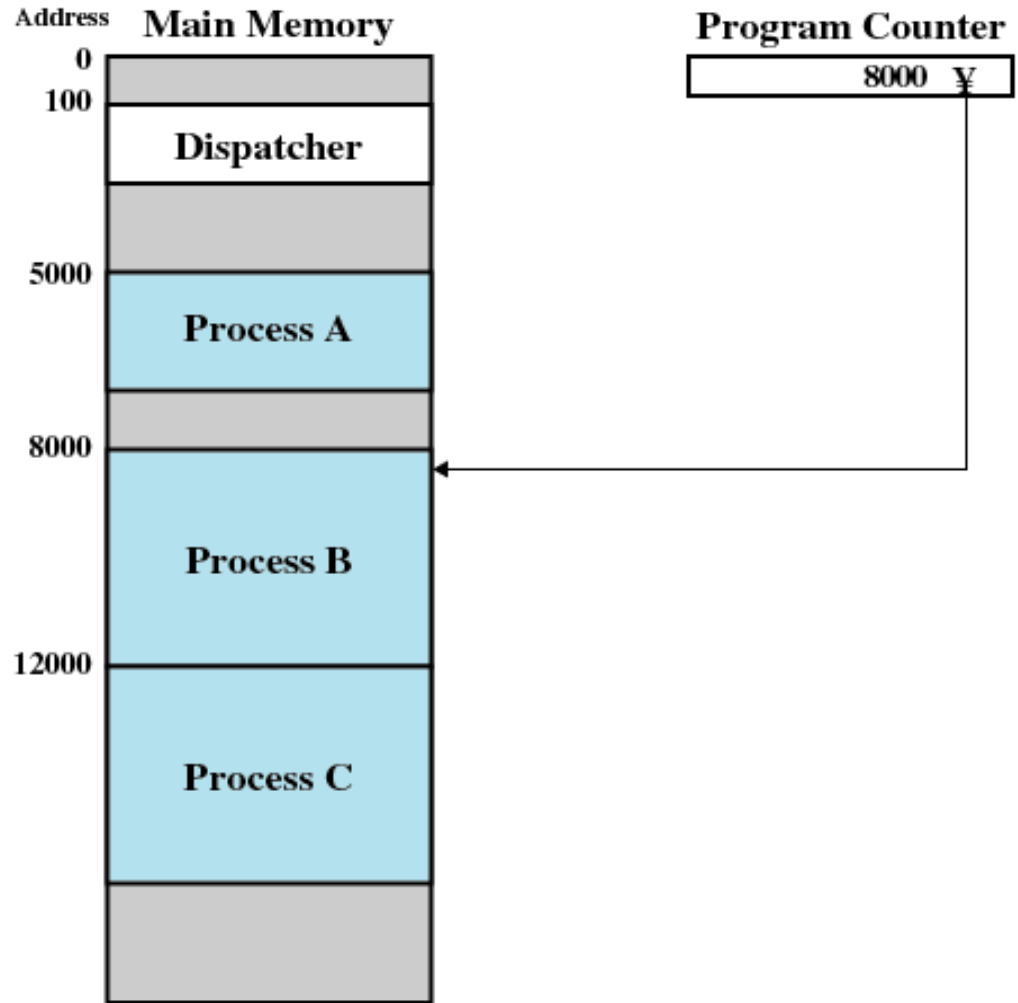 Address
Main Memory
Program Counter
0
8000 ¥
100
Dispatcher
5000
Process A
8000
Process B
12000
Process C